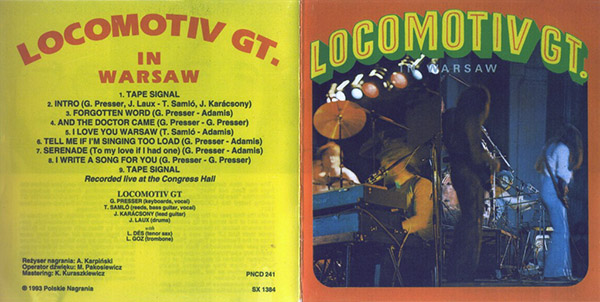 LOCOMOTIV GT.
IN
WARSAW
1. TAPE SIGNAL
2. INTRO (G. Presser, J. Laux - T. Samló, J. Karácsony)
3. FORGOTTEN WORD (G. Presser - Adamis)
4. AND THE DOCTOR CAME (G. Presser - G. Presser)
5. I LOVE YOU WARSAW (T. Samló - Adamis)
6. TELL ME IF I'M SINGING TOO LOAD (G. Presser - Adamis)
7. SERENADE (To my love if I had one) (G. Presser - Adamis)
8. I WRITE A SONG FOR YOU (G. Presser - G. Presser)
9. TAPE SIGNAL
Recorded live at the Congress Hall
LOCOMOTIV GT
G. PRESSER (keyboards, vocal)
T. SAMLÓ (reeds, bass guitar, vocal)
J. KARÁCSONY (lead guitar)
J. LAUX (drums)
with
L. DÉS (tenor sax)
L. GOZ (trombone)
Reżyser nagrania: A. Karpiński
Operator dźwięku: M. Pakosiewicz
Mastering: K. Kuraszkiewicz
PNCD 241
℗ 1993 Polskie Nagrania
SX 1384
LOCOMOTIV GT.
IN WARSAW